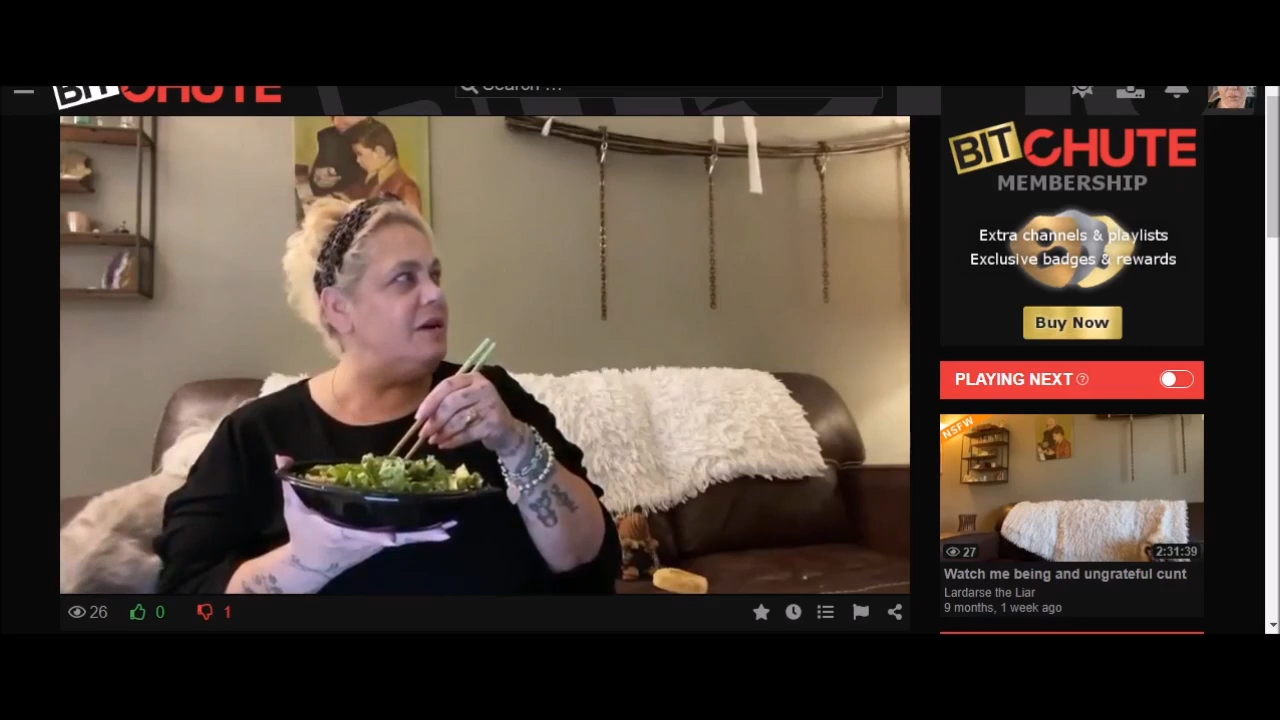 BITCHUTE
Search ...
BITCHUTE
MEMBERSHIP
Extra channels & playlists
Exclusive badges & rewards
Buy Now
PLAYING NEXT
NSFW
27
2:31:39
Watch me being and ungrateful cunt
Lardarse the Liar
9 months, 1 week ago
26
0
1